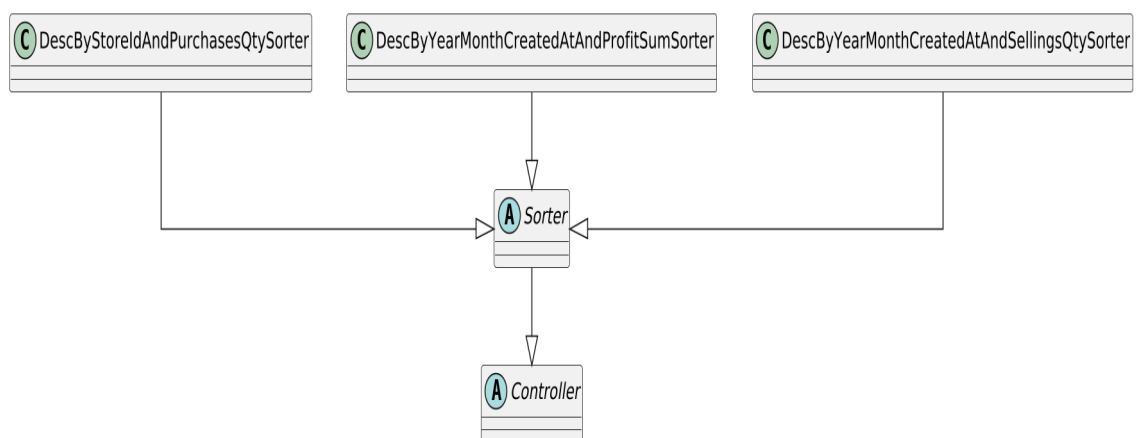 C DescByStoreIdAndPurchasesQtySorter
C DescByYearMonthCreatedAtAndProfitSumSorter
C DescByYearMonthCreatedAtAndSellingsQtySorter
A Sorter
A Controller